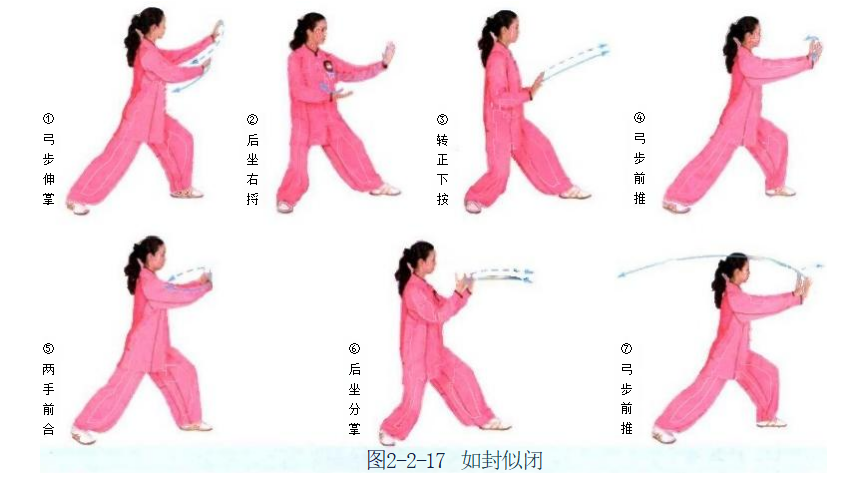 ①弓步伸掌
②后坐右捋
③转正下按
④弓步前推
⑤两手前合
⑥后坐分掌
⑦弓步前推
图2-2-17 如封似闭